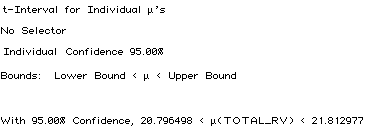 t-Interval for Individual µ's
No Selector
Individual Confidence 95.00%
Bounds: Lower Bound < µ < Upper Bound
With 95.00% Confidence, 20.796498 < µ(TOTAL_RV) < 21.812977